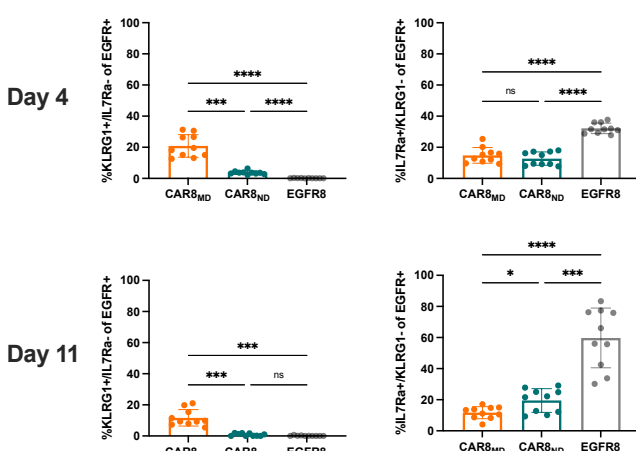 Day 4
%KLRG1+/IL7Ra- of EGFR+
100
80
60
40
20
0
****
***
****
CAR8MD
CAR8ND
EGFR8
%IL7Ra+/KLRG1- of EGFR+
100
80
60
40
20
0
****
ns
****
CAR8MD
CAR8ND
EGFR8
Day 11
%KLRG1+/IL7Ra- of EGFR+
100
80
60
40
20
0
***
***
ns
%IL7Ra+/KLRG1- of EGFR+
100
80
60
40
20
0
****
*
***
CAR8MD
CAR8ND
EGFR8